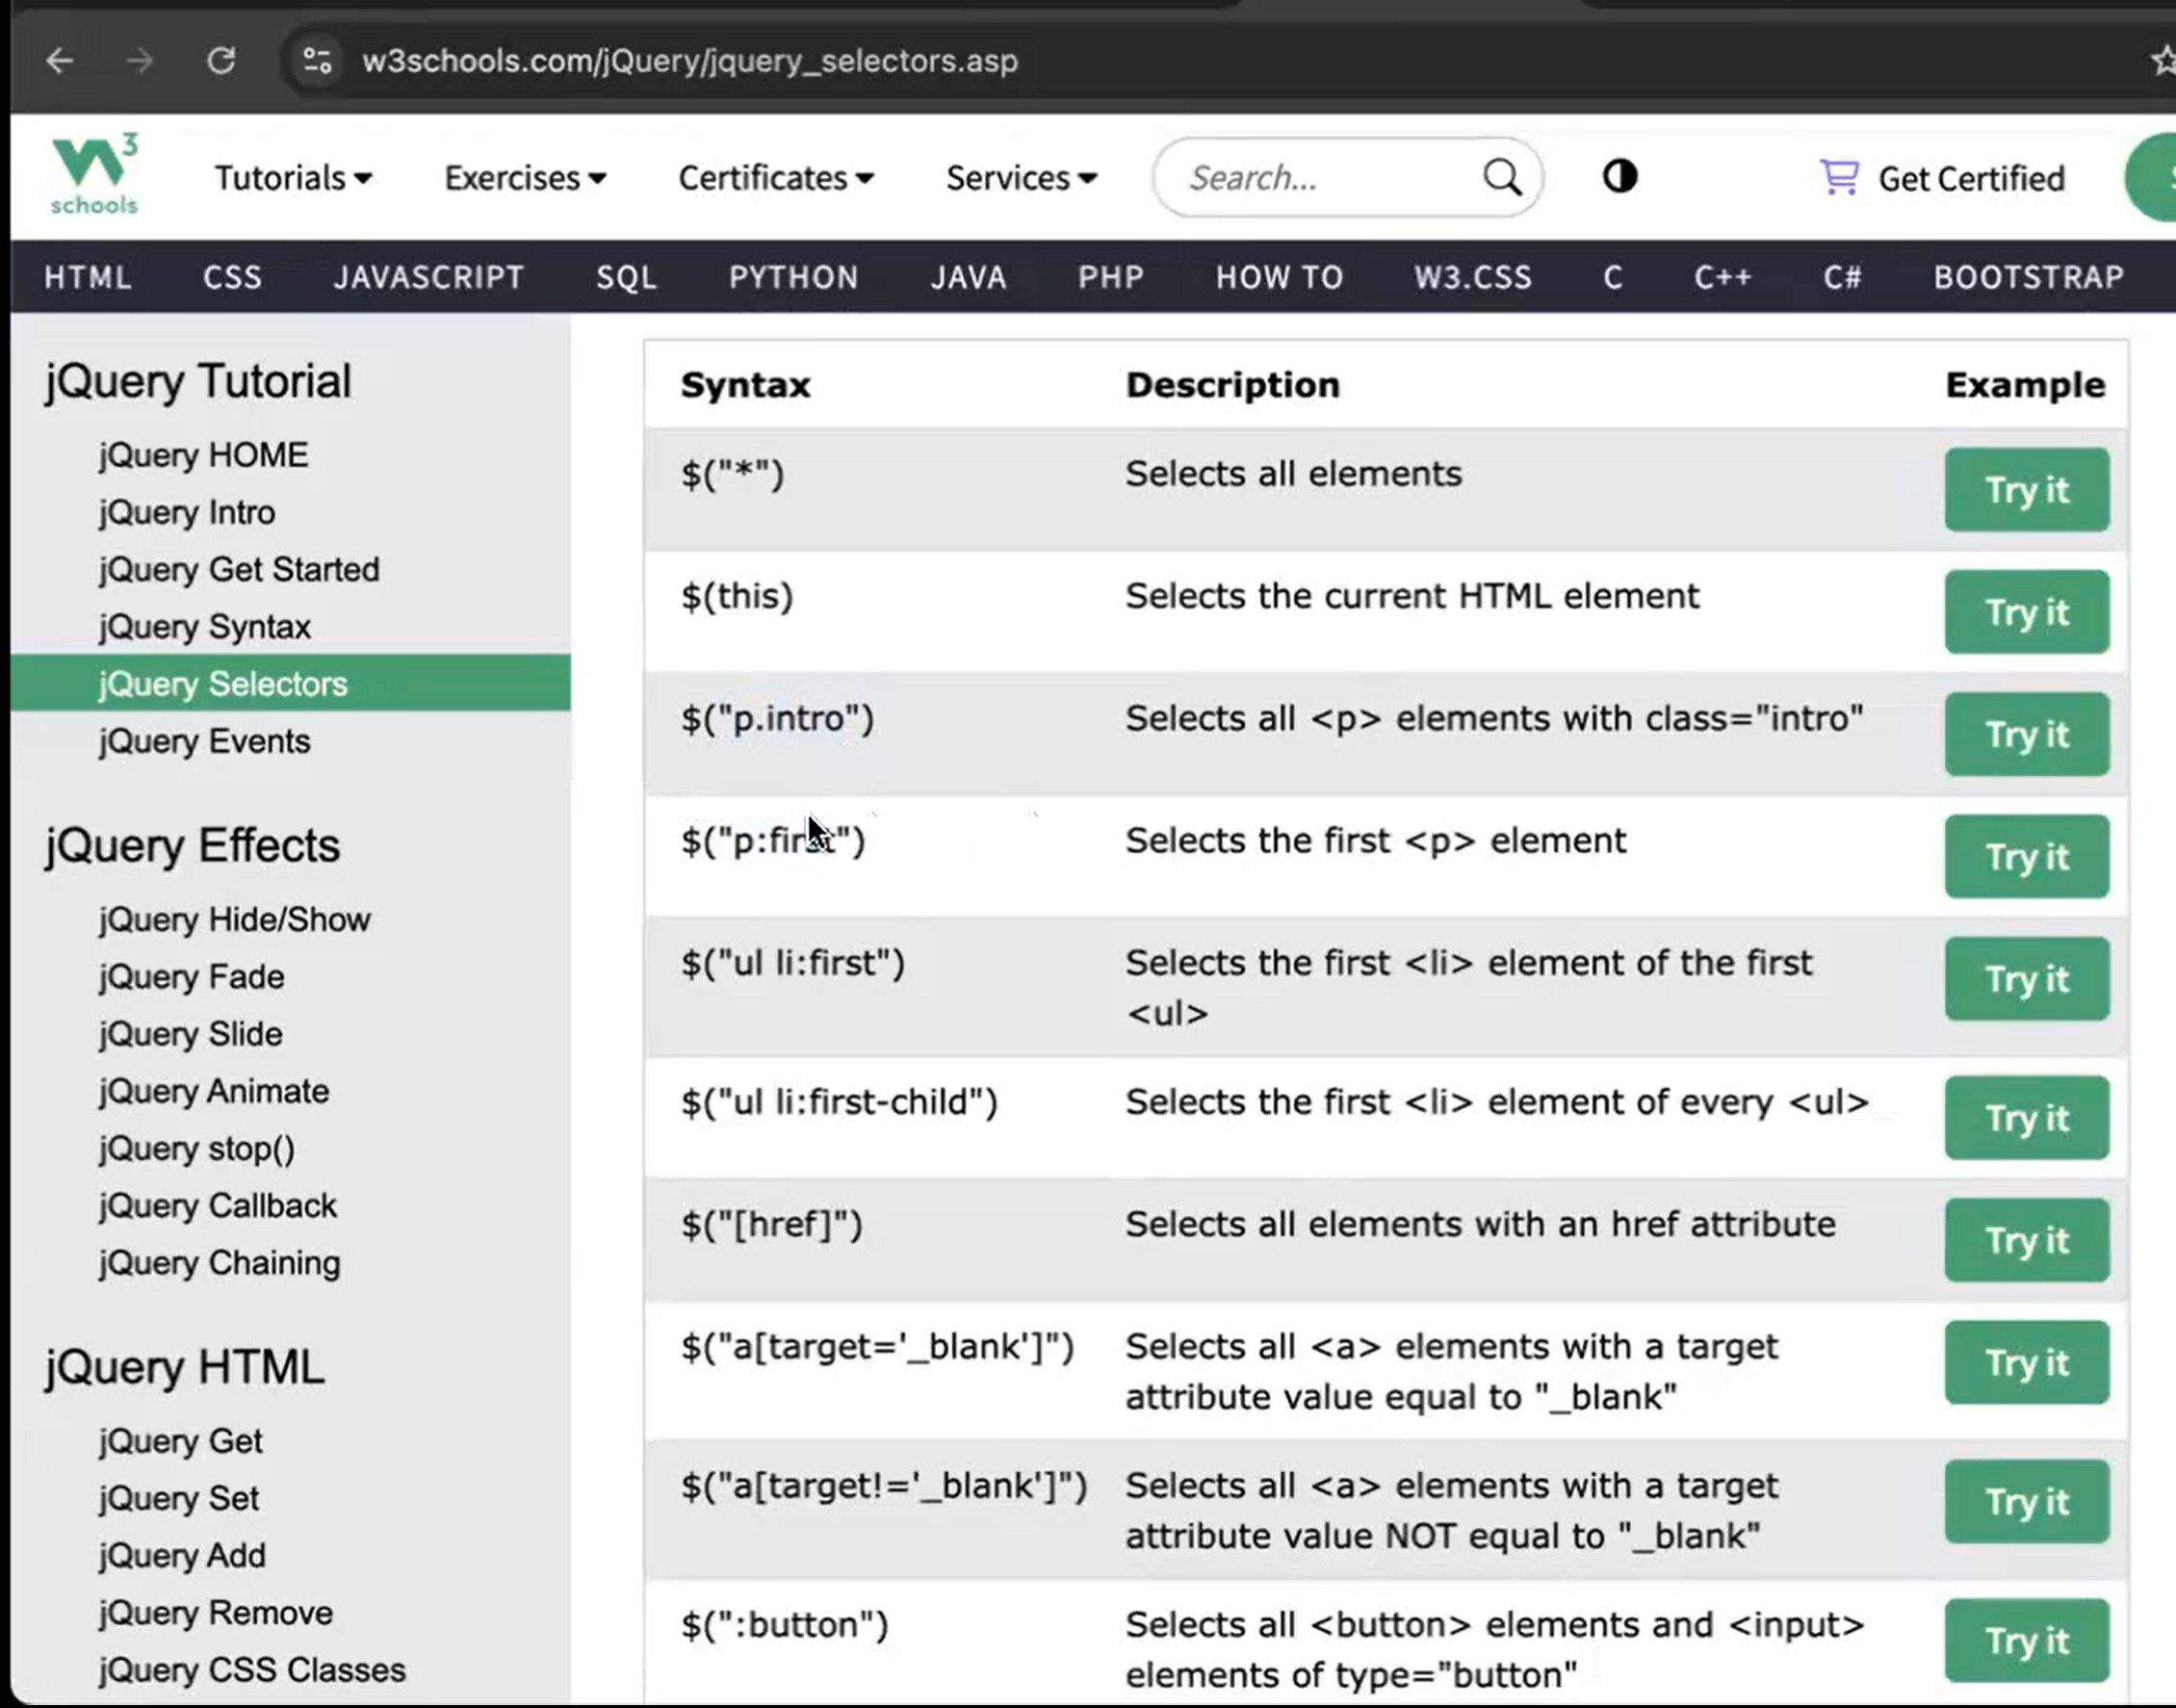 w3schools.com/jQuery/jquery_selectors.asp
W3 schools
Tutorials Exercises Certificates Services Search... Get Certified
HTML CSS JAVASCRIPT SQL PYTHON JAVA PHP HOW TO W3.CSS C C++ C# BOOTSTRAP
jQuery Tutorial
jQuery HOME
jQuery Intro
jQuery Get Started
jQuery Syntax
jQuery Selectors
jQuery Events
jQuery Effects
jQuery Hide/Show
jQuery Fade
jQuery Slide
jQuery Animate
jQuery stop()
jQuery Callback
jQuery Chaining
jQuery HTML
jQuery Get
jQuery Set
jQuery Add
jQuery Remove
jQuery CSS Classes
Syntax Description Example
$("*") Selects all elements Try it
$(this) Selects the current HTML element Try it
$("p.intro") Selects all <p> elements with class="intro" Try it
$("p:first") Selects the first <p> element Try it
$("ul li:first") Selects the first <li> element of the first Try it
<ul>
$("ul li:first-child") Selects the first <li> element of every <ul> Try it
$("[href]") Selects all elements with an href attribute Try it
$("a[target='_blank']") Selects all <a> elements with a target Try it
attribute value equal to "_blank"
$("a[target!='_blank']") Selects all <a> elements with a target Try it
attribute value NOT equal to "_blank"
$(":button") Selects all <button> elements and <input> Try it
elements of type="button"